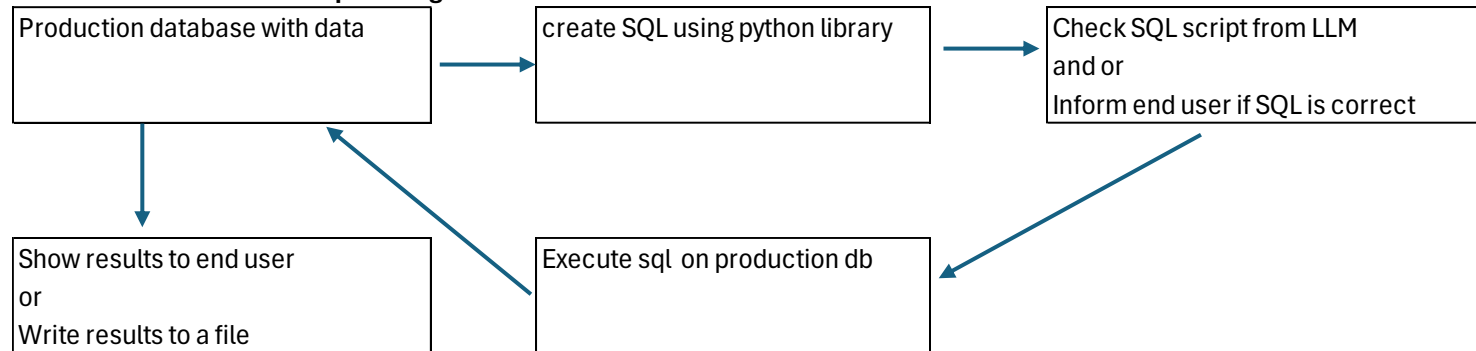 Production database with data
create SQL using python library
Check SQL script from LLM
and or
Inform end user if SQL is correct
Show results to end user
or
Write results to a file
Execute sql on production db